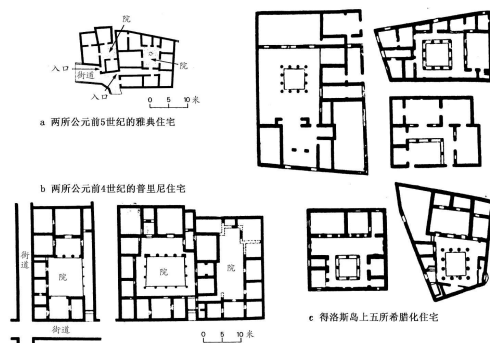 院
院
入口
街道
入口
0 5 10米
a 两所公元前5世纪的雅典住宅
b 两所公元前4世纪的普里尼住宅
街道
院
院
院
街道
0 5 10米
c 得洛斯岛上五所希腊化住宅